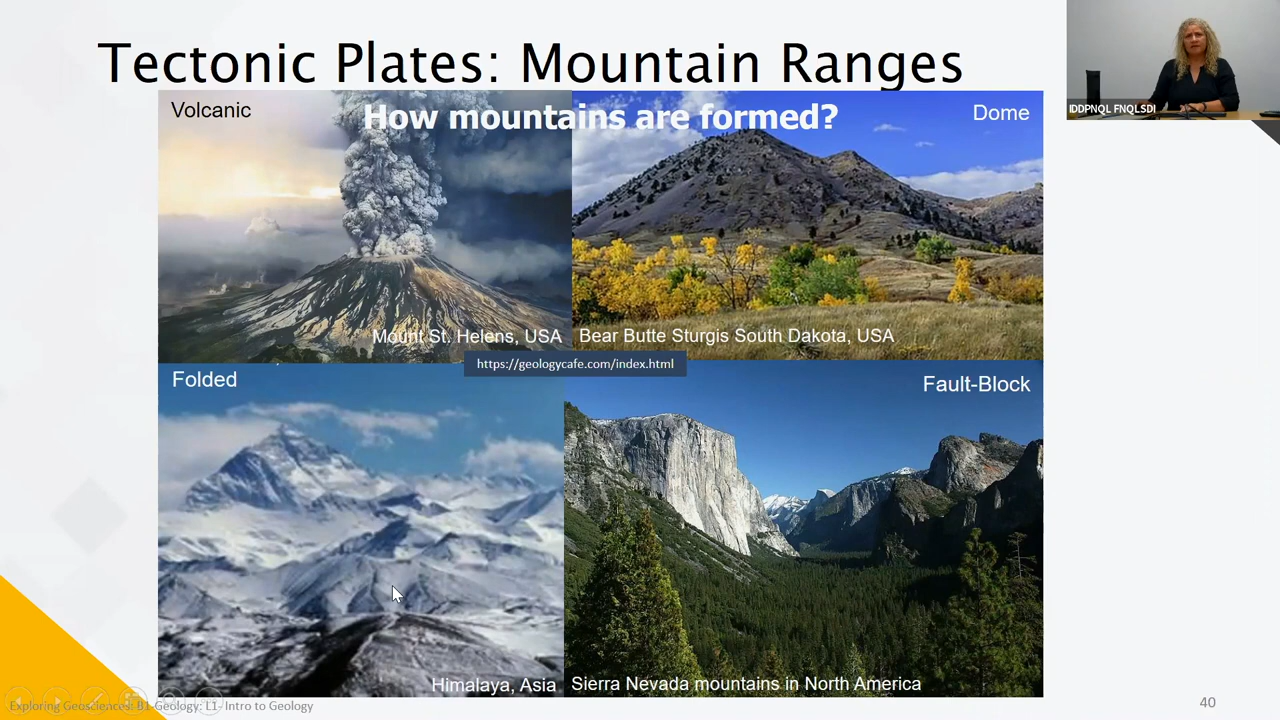 Tectonic Plates: Mountain Ranges
IDDPNQL FNQLSDI
How mountains are formed?
Volcanic
Dome
Mount St. Helens, USA
Bear Butte Sturgis South Dakota, USA
https://geologycafe.com/index.html
Folded
Fault-Block
Himalaya, Asia
Sierra Nevada mountains in North America
Exploring Geosciences: B1-Geology: L1- Intro to Geology
40